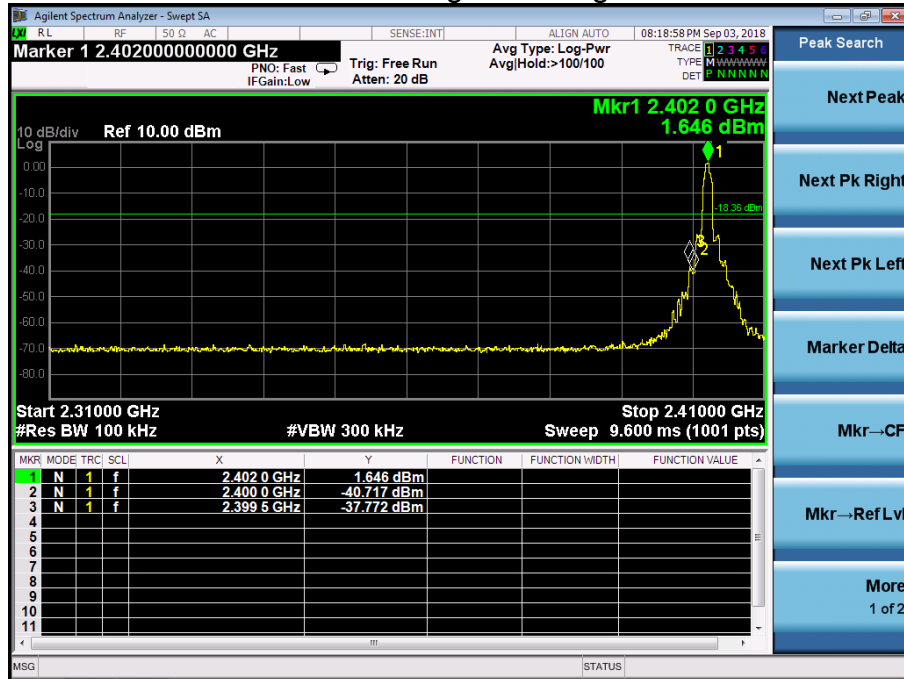 Agilent Spectrum Analyzer - Swept SA
LXI RL RF 50 Ω AC SENSE:INT ALIGN AUTO 08:18:58 PM Sep 03, 2018
Marker 1 2.402000000000 GHz
PNO: Fast
IFGain:Low
Trig: Free Run
Atten: 20 dB
Avg Type: Log-Pwr
Avg|Hold:>100/100
TRACE 1 2 3 4 5 6
TYPE M WWWWW
DET P N N N N N
Peak Search
Mkr1 2.402 0 GHz
1.646 dBm
10 dB/div Ref 10.00 dBm
Log
1
0.00
-10.0
-18.36 dBm
-20.0
-30.0
3
2
-40.0
-50.0
-60.0
-70.0
-80.0
Start 2.31000 GHz Stop 2.41000 GHz
#Res BW 100 kHz #VBW 300 kHz Sweep 9.600 ms (1001 pts)
MKR MODE TRC SCL X Y FUNCTION FUNCTION WIDTH FUNCTION VALUE
1 N 1 f 2.402 0 GHz 1.646 dBm
2 N 1 f 2.400 0 GHz -40.717 dBm
3 N 1 f 2.399 5 GHz -37.772 dBm
4
5
6
7
8
9
10
11
MSG STATUS
Next Peak
Next Pk Right
Next Pk Left
Marker Delta
Mkr→CF
Mkr→Ref Lvl
More
1 of 2